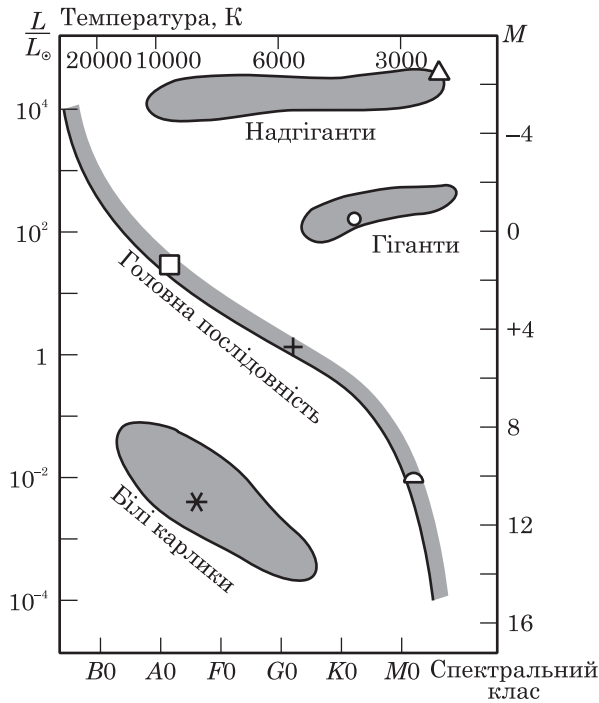 L/L☉ Температура, К M
20000 10000 6000 3000
10⁴
Надгіганти
–4
10²
0
Гіганти
Головна послідовність
+4
1
8
10⁻²
Білі карлики
12
10⁻⁴
16
B0 A0 F0 G0 K0 M0 Спектральний
клас